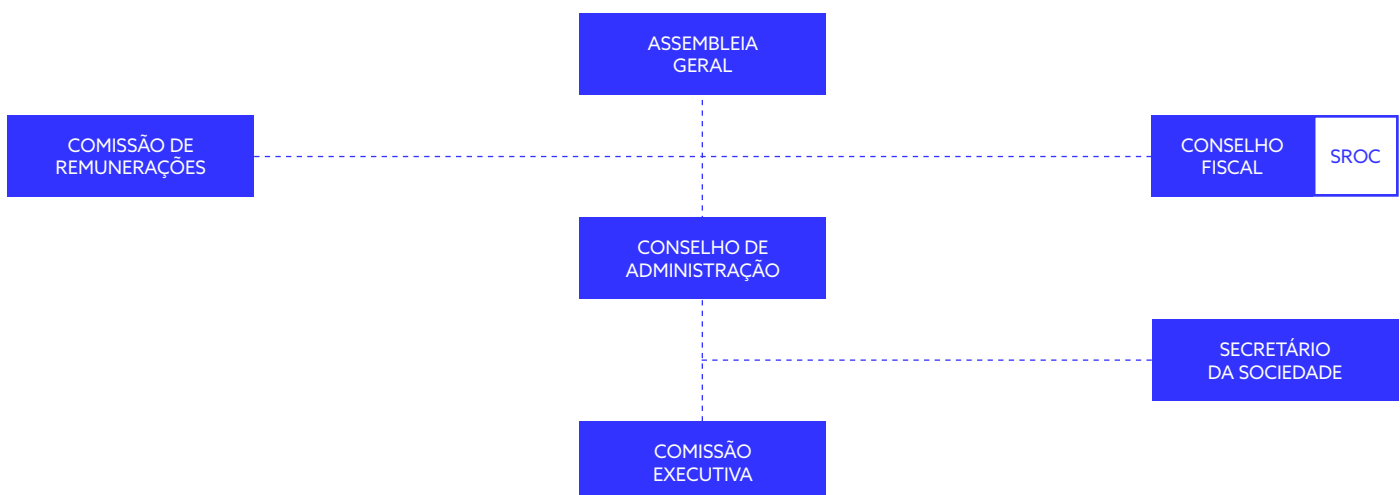 ASSEMBLEIA
GERAL
COMISSÃO DE
REMUNERAÇÕES
CONSELHO
FISCAL
SROC
CONSELHO DE
ADMINISTRAÇÃO
SECRETÁRIO
DA SOCIEDADE
COMISSÃO
EXECUTIVA